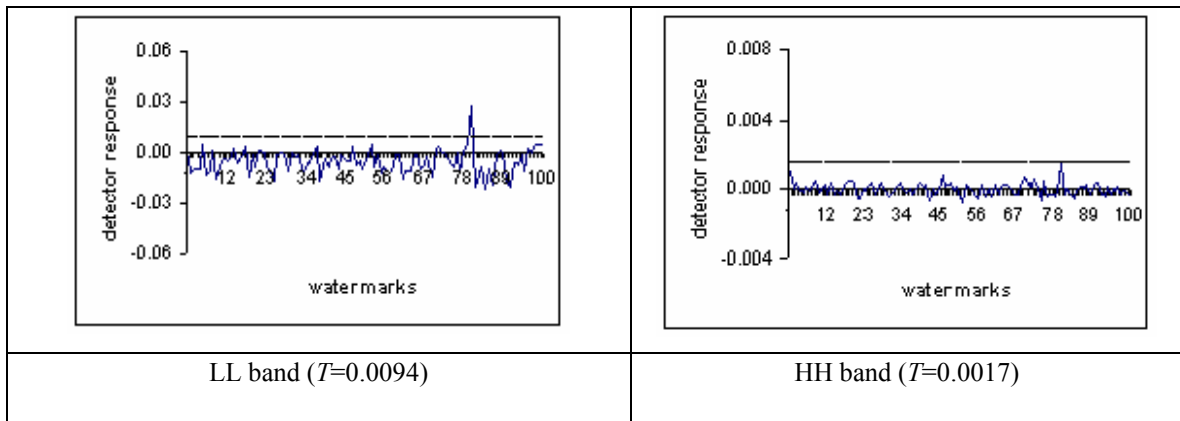 0.06
0.03
0.00
-0.03
-0.06
detector response
12 23 34 45 56 67 78 89 100
watermarks
0.008
0.004
0.000
-0.004
detector response
12 23 34 45 56 67 78 89 100
watermarks
LL band (T=0.0094)
HH band (T=0.0017)